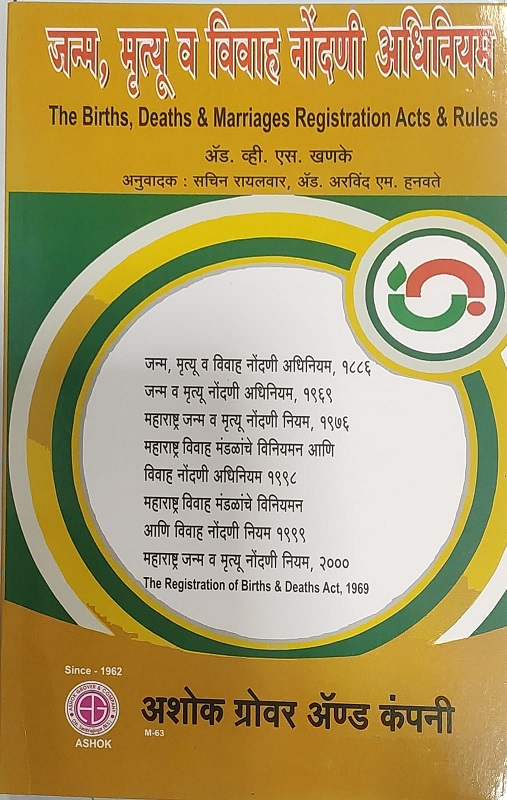 जन्म, मृत्यू व विवाह नोंदणी अधिनियम
The Births, Deaths & Marriages Registration Acts & Rules
ॲड. व्ही. एस. खणके
अनुवादक : सचिन रायलवार, ॲड. अरविंद एम. हनवते
जन्म, मृत्यू व विवाह नोंदणी अधिनियम, १८८६
जन्म व मृत्यू नोंदणी अधिनियम, १९६९
महाराष्ट्र जन्म व मृत्यू नोंदणी नियम, १९७६
महाराष्ट्र विवाह मंडळांचे विनियमन आणि
विवाह नोंदणी अधिनियम १९९८
महाराष्ट्र विवाह मंडळांचे विनियमन
आणि विवाह नोंदणी नियम १९९९
महाराष्ट्र जन्म व मृत्यू नोंदणी नियम, २०००
The Registration of Births & Deaths Act, 1969
Since - 1962
ASHOK GROVER & COMPANY
ASHOK
अशोक ग्रोवर ॲण्ड कंपनी
M-63